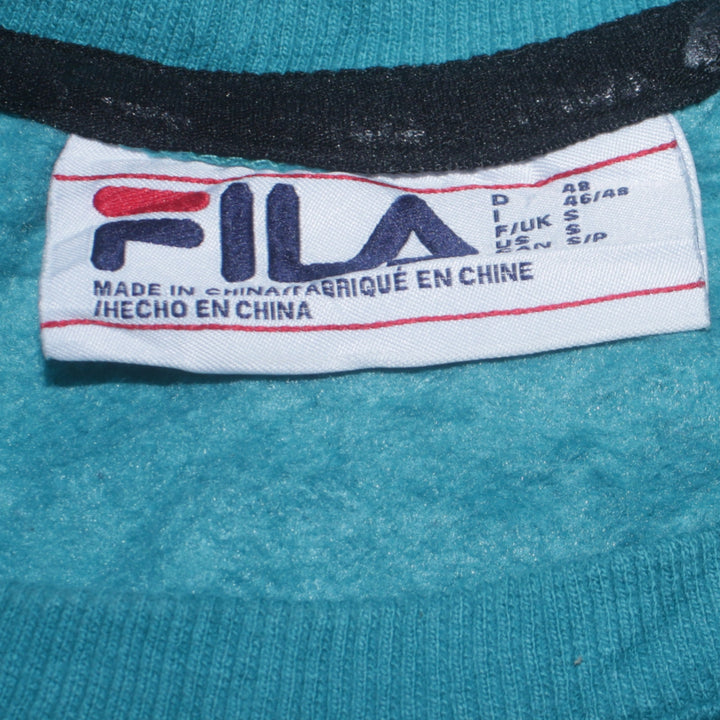 FILA
D 48
I 46/48
F/UK S
US S
CAN S/P
MADE IN CHINA/FABRIQUÉ EN CHINE
/HECHO EN CHINA